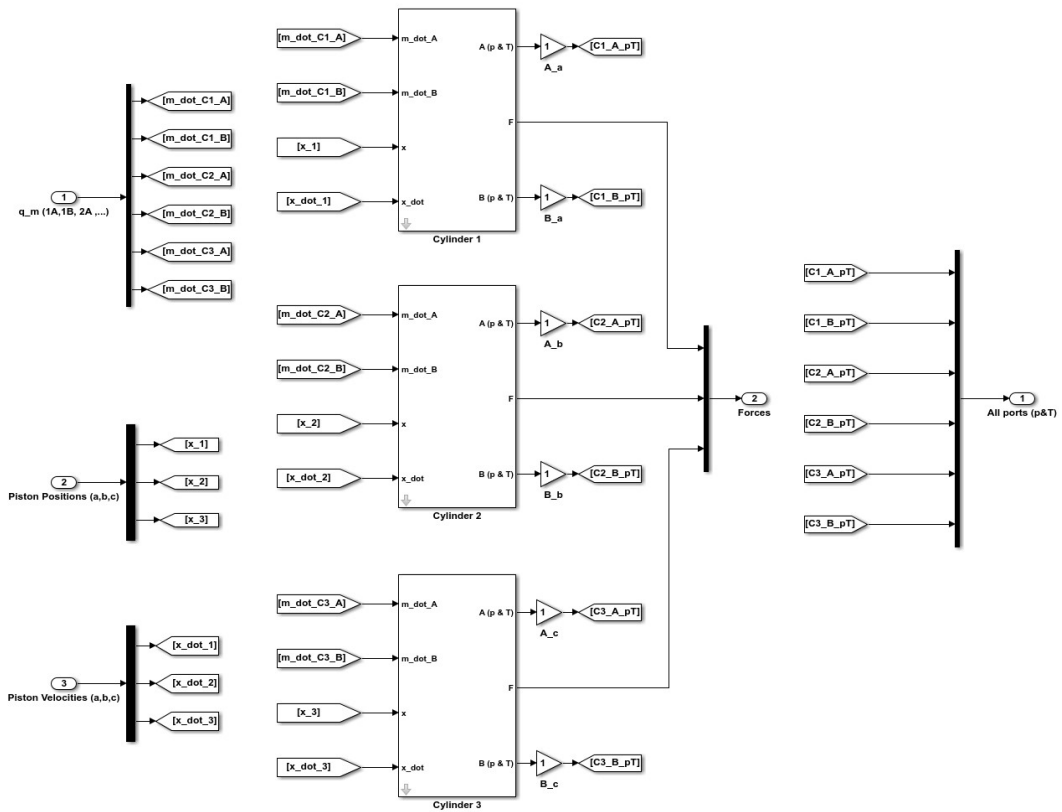 [m_dot_C1_A]
[m_dot_C1_B]
[m_dot_C2_A]
[m_dot_C2_B]
[m_dot_C3_A]
[m_dot_C3_B]
1
q_m (1A,1B, 2A ,...)
[x_1]
[x_2]
[x_3]
2
Piston Positions (a,b,c)
[x_dot_1]
[x_dot_2]
[x_dot_3]
3
Piston Velocities (a,b,c)
[m_dot_C1_A]
[m_dot_C1_B]
[x_1]
[x_dot_1]
m_dot_A
m_dot_B
x
x_dot
A (p & T)
F
B (p & T)
Cylinder 1
1
A_a
[C1_A_pT]
1
B_a
[C1_B_pT]
[m_dot_C2_A]
[m_dot_C2_B]
[x_2]
[x_dot_2]
m_dot_A
m_dot_B
x
x_dot
A (p & T)
F
B (p & T)
Cylinder 2
1
A_b
[C2_A_pT]
1
B_b
[C2_B_pT]
[m_dot_C3_A]
[m_dot_C3_B]
[x_3]
[x_dot_3]
m_dot_A
m_dot_B
x
x_dot
A (p & T)
F
B (p & T)
Cylinder 3
1
A_c
[C3_A_pT]
1
B_c
[C3_B_pT]
2
Forces
[C1_A_pT]
[C1_B_pT]
[C2_A_pT]
[C2_B_pT]
[C3_A_pT]
[C3_B_pT]
1
All ports (p&T)